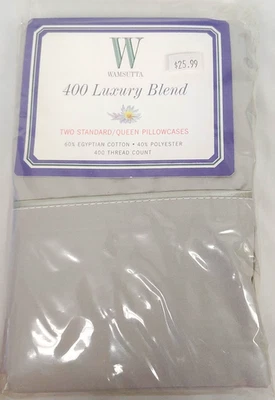 W
WAMSUTTA
$25.99
400 Luxury Blend
TWO STANDARD/QUEEN PILLOWCASES
60% EGYPTIAN COTTON • 40% POLYESTER
400 THREAD COUNT